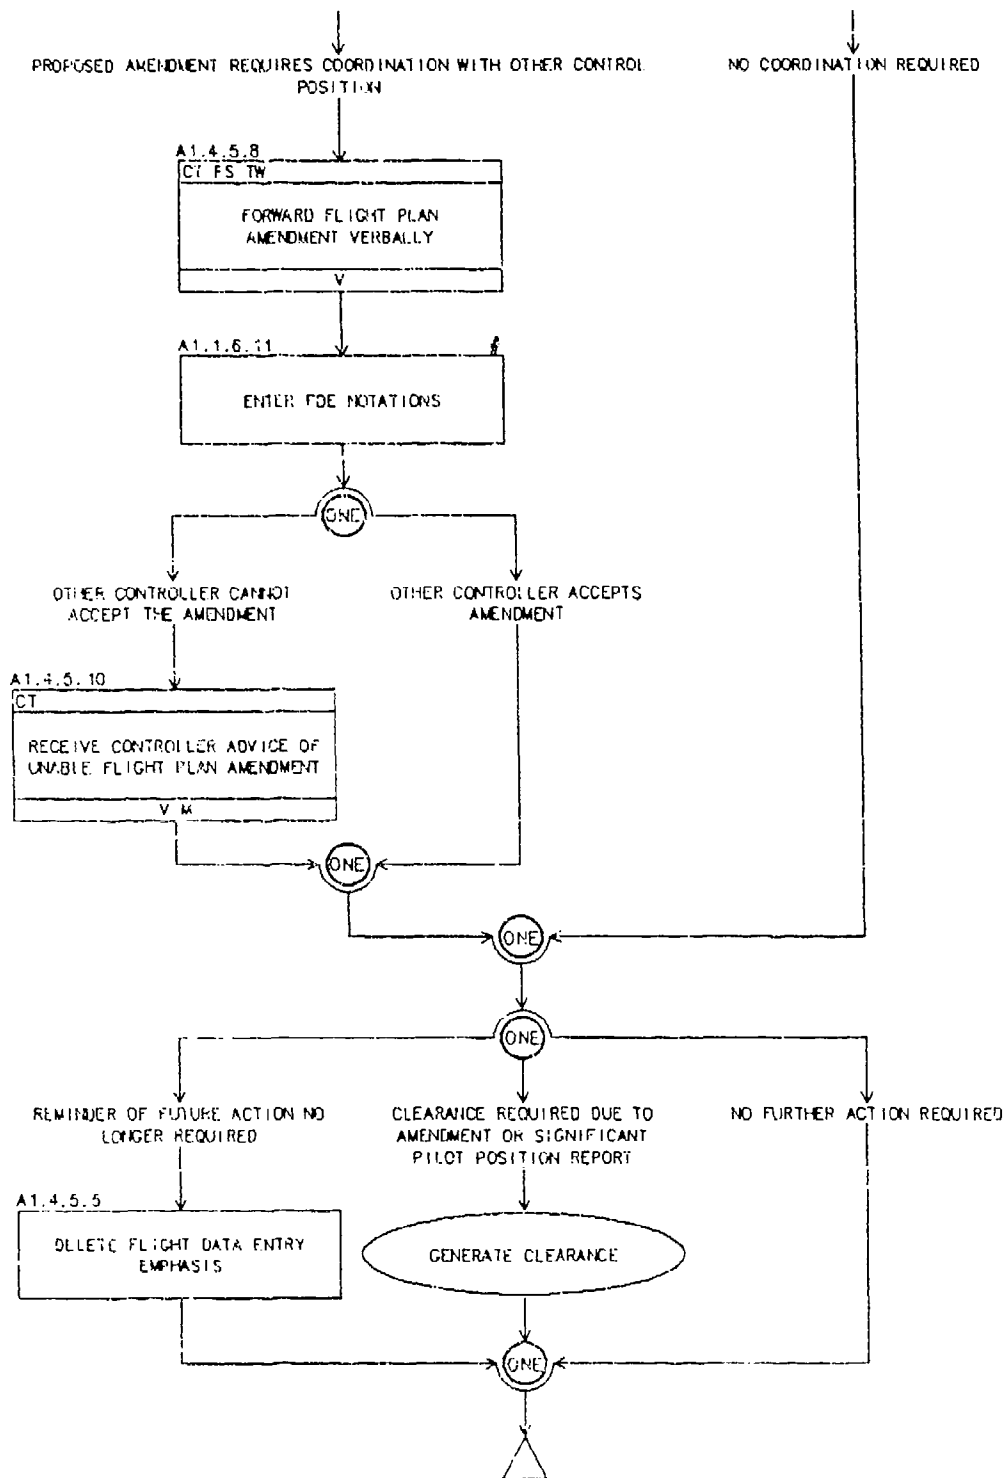 PROPOSED AMENDMENT REQUIRES COORDINATION WITH OTHER CONTROL
POSITION
NO COORDINATION REQUIRED
A1.4.5.8
CT FS TW
FORWARD FLIGHT PLAN
AMENDMENT VERBALLY
V
A1.1.6.11
ENTER FDE NOTATIONS
ONE
OTHER CONTROLLER CANNOT
ACCEPT THE AMENDMENT
OTHER CONTROLLER ACCEPTS
AMENDMENT
A1.4.5.10
CT
RECEIVE CONTROLLER ADVICE OF
UNABLE FLIGHT PLAN AMENDMENT
V M
ONE
ONE
ONE
REMINDER OF FUTURE ACTION NO
LONGER REQUIRED
CLEARANCE REQUIRED DUE TO
AMENDMENT OR SIGNIFICANT
PILOT POSITION REPORT
NO FURTHER ACTION REQUIRED
A1.4.5.5
DELETE FLIGHT DATA ENTRY
EMPHASIS
GENERATE CLEARANCE
ONE